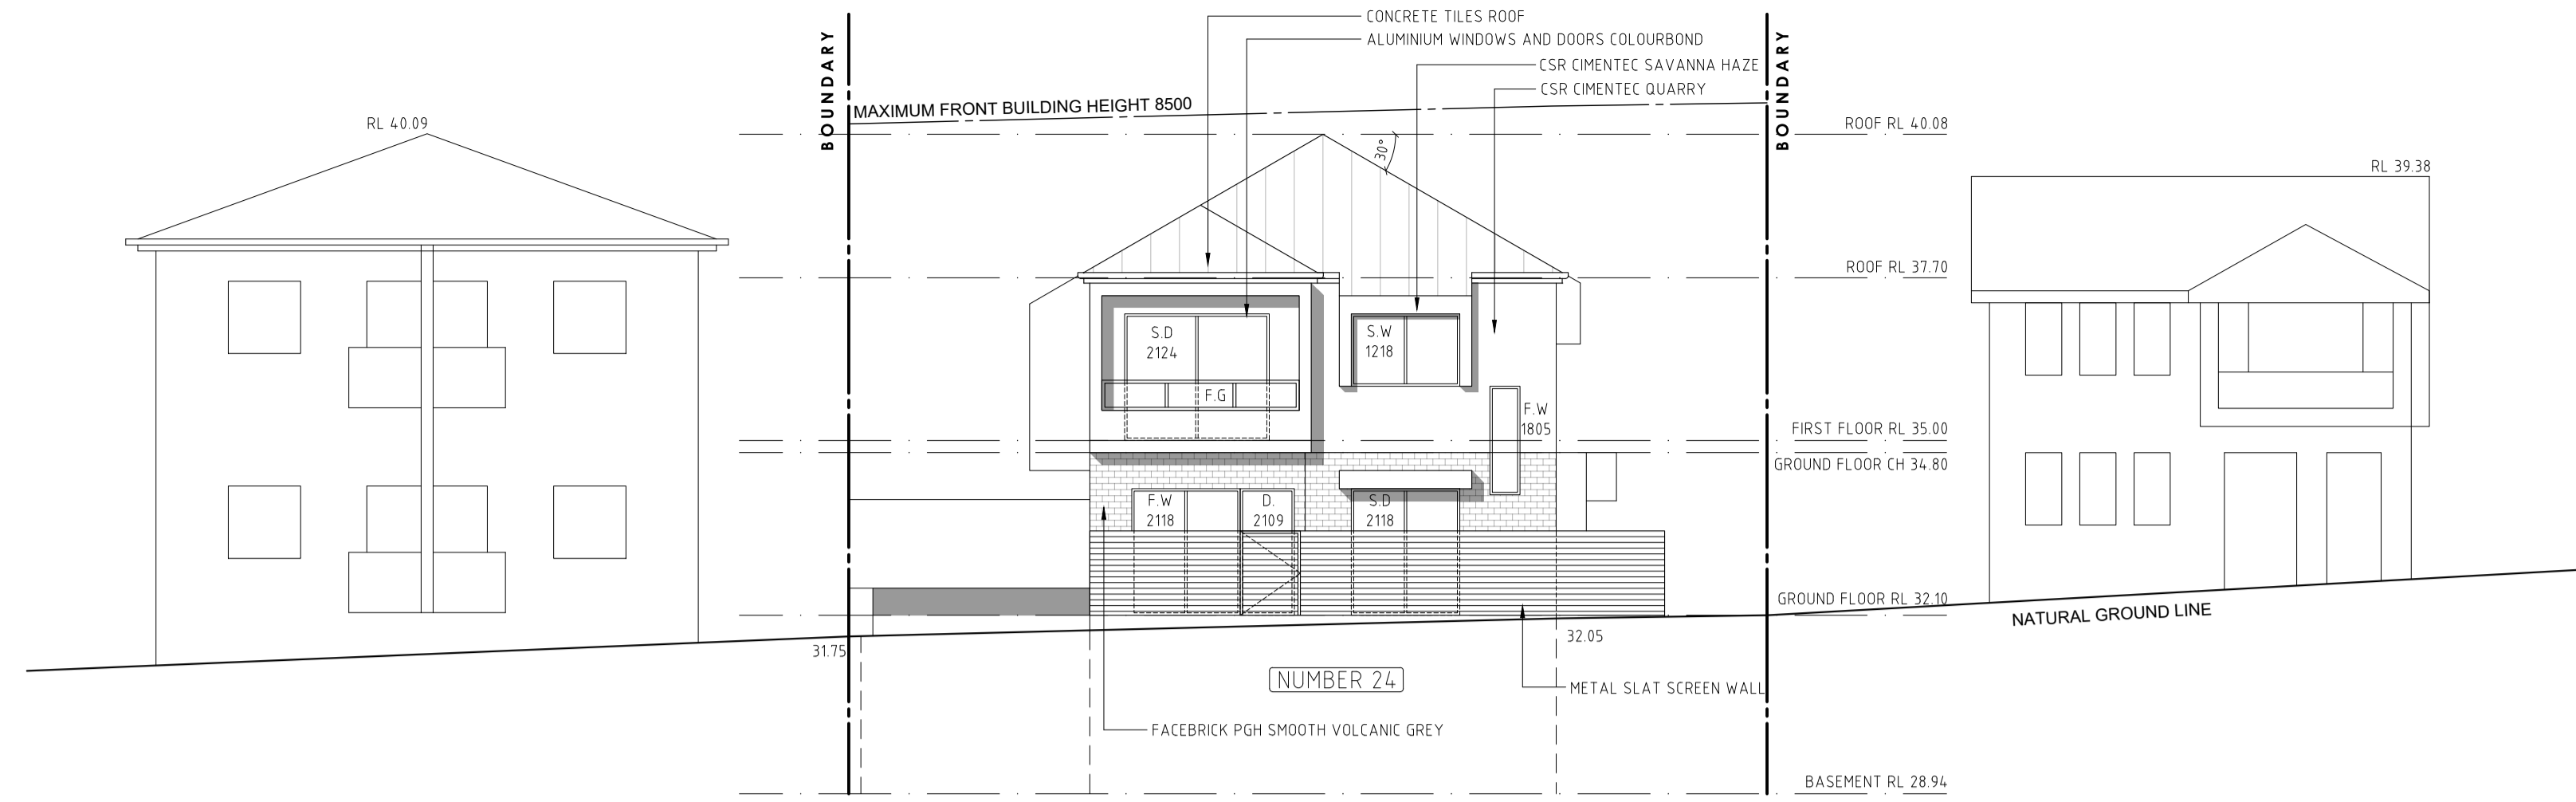 CONCRETE TILES ROOF
ALUMINIUM WINDOWS AND DOORS COLOURBOND
CSR CIMENTEC SAVANNA HAZE
CSR CIMENTEC QUARRY
BOUNDARY
BOUNDARY
MAXIMUM FRONT BUILDING HEIGHT 8500
RL 40.09
ROOF RL 40.08
30°
RL 39.38
ROOF RL 37.70
S.D
2124
S.W
1218
F.G
F.W
1805
FIRST FLOOR RL 35.00
GROUND FLOOR CH 34.80
F.W
2118
D.
2109
S.D
2118
GROUND FLOOR RL 32.10
NATURAL GROUND LINE
31.75
32.05
NUMBER 24
METAL SLAT SCREEN WALL
FACEBRICK PGH SMOOTH VOLCANIC GREY
BASEMENT RL 28.94